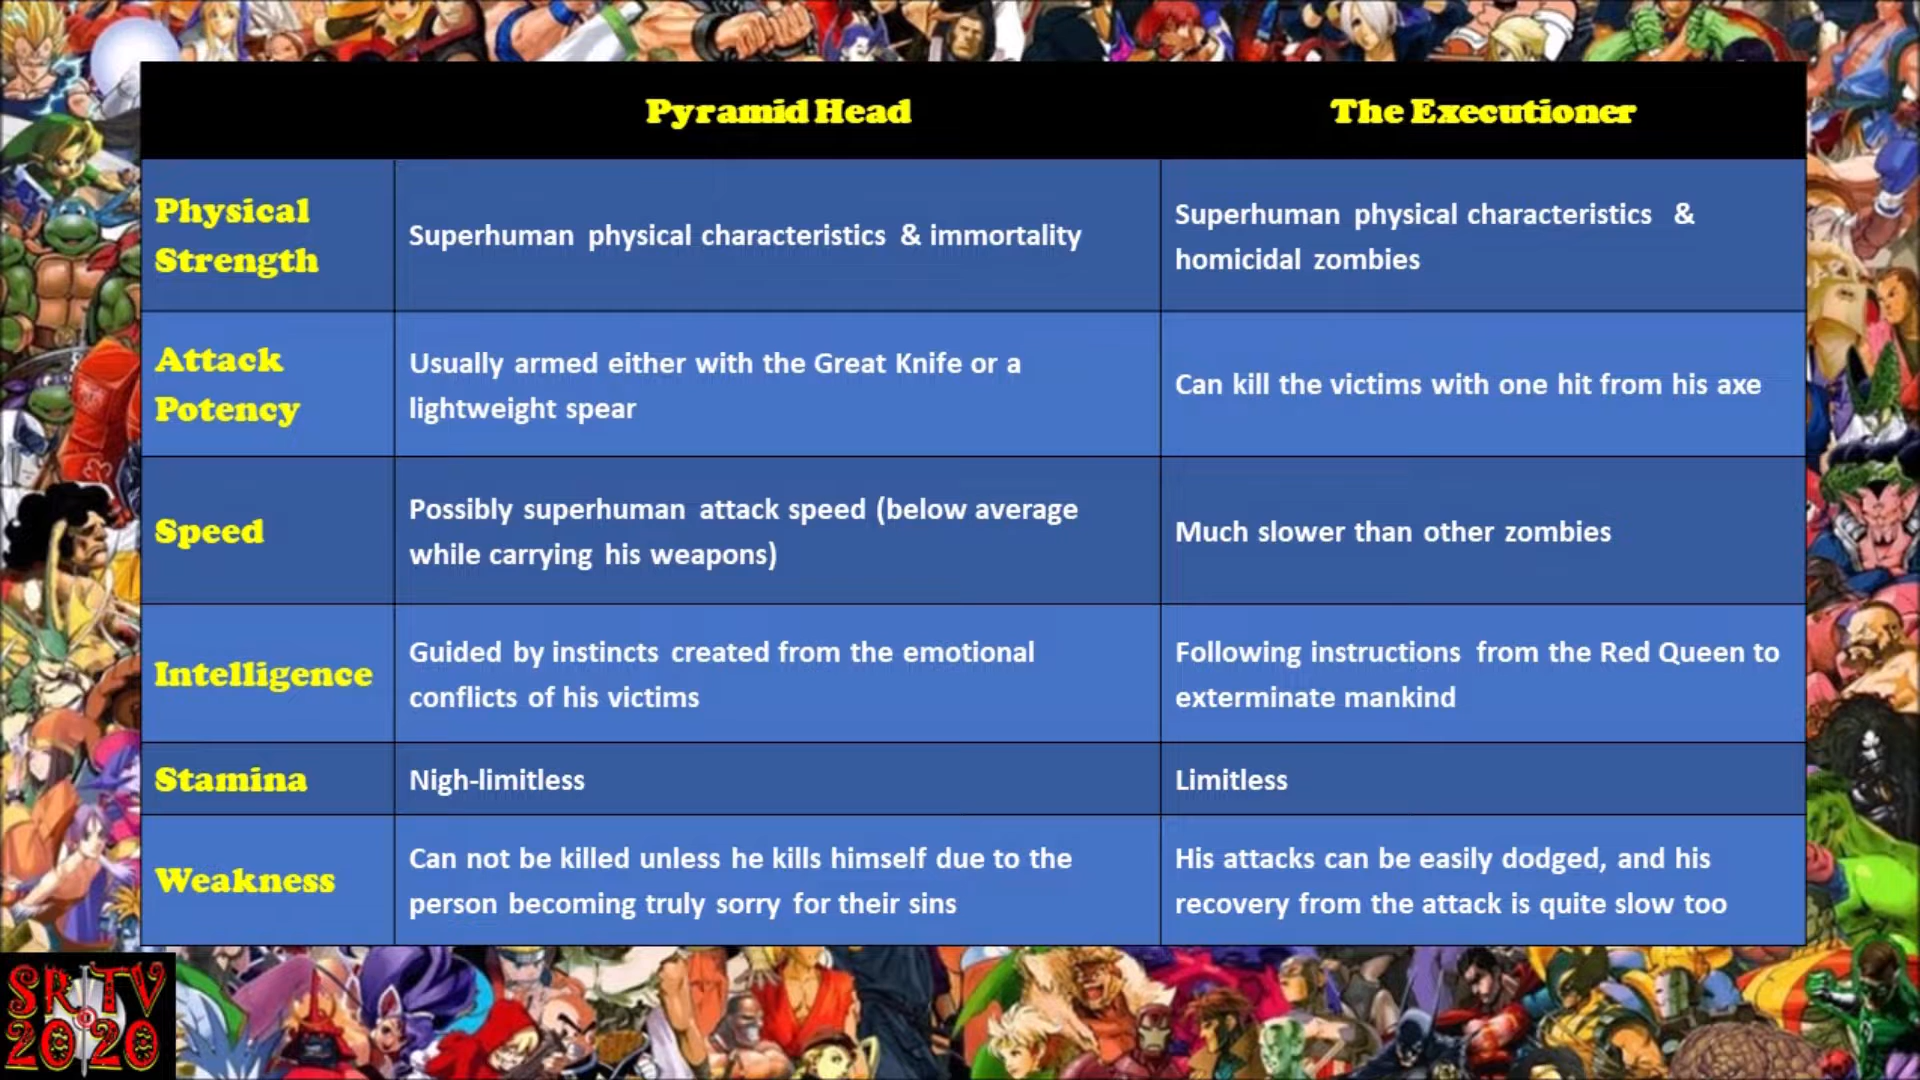 Pyramid Head
The Executioner
Physical
Strength
Superhuman physical characteristics & immortality
Superhuman physical characteristics &
homicidal zombies
Attack
Potency
Usually armed either with the Great Knife or a
lightweight spear
Can kill the victims with one hit from his axe
Speed
Possibly superhuman attack speed (below average
while carrying his weapons)
Much slower than other zombies
Intelligence
Guided by instincts created from the emotional
conflicts of his victims
Following instructions from the Red Queen to
exterminate mankind
Stamina
Nigh-limitless
Limitless
Weakness
Can not be killed unless he kills himself due to the
person becoming truly sorry for their sins
His attacks can be easily dodged, and his
recovery from the attack is quite slow too
SRTV
2020